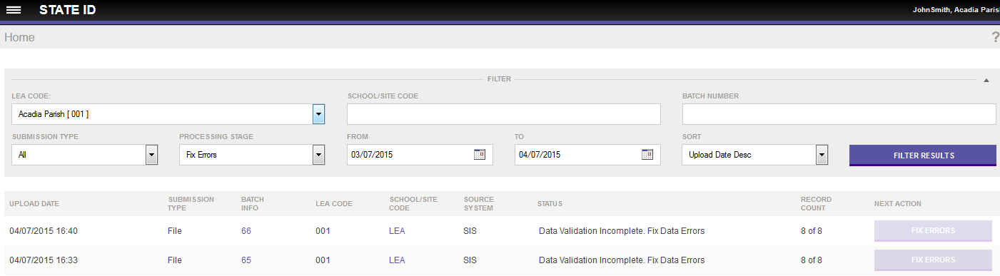 STATE ID
JohnSmith, Acadia Paris
Home
?
FILTER
LEA CODE: SCHOOL/SITE CODE BATCH NUMBER
Acadia Parish [ 001 ]
SUBMISSION TYPE PROCESSING STAGE FROM TO SORT
All Fix Errors 03/07/2015 04/07/2015 Upload Date Desc FILTER RESULTS
UPLOAD DATE SUBMISSION TYPE BATCH INFO LEA CODE SCHOOL/SITE CODE SOURCE SYSTEM STATUS RECORD COUNT NEXT ACTION
04/07/2015 16:40 File 66 001 LEA SIS Data Validation Incomplete. Fix Data Errors 8 of 8 FIX ERRORS
04/07/2015 16:33 File 65 001 LEA SIS Data Validation Incomplete. Fix Data Errors 8 of 8 FIX ERRORS